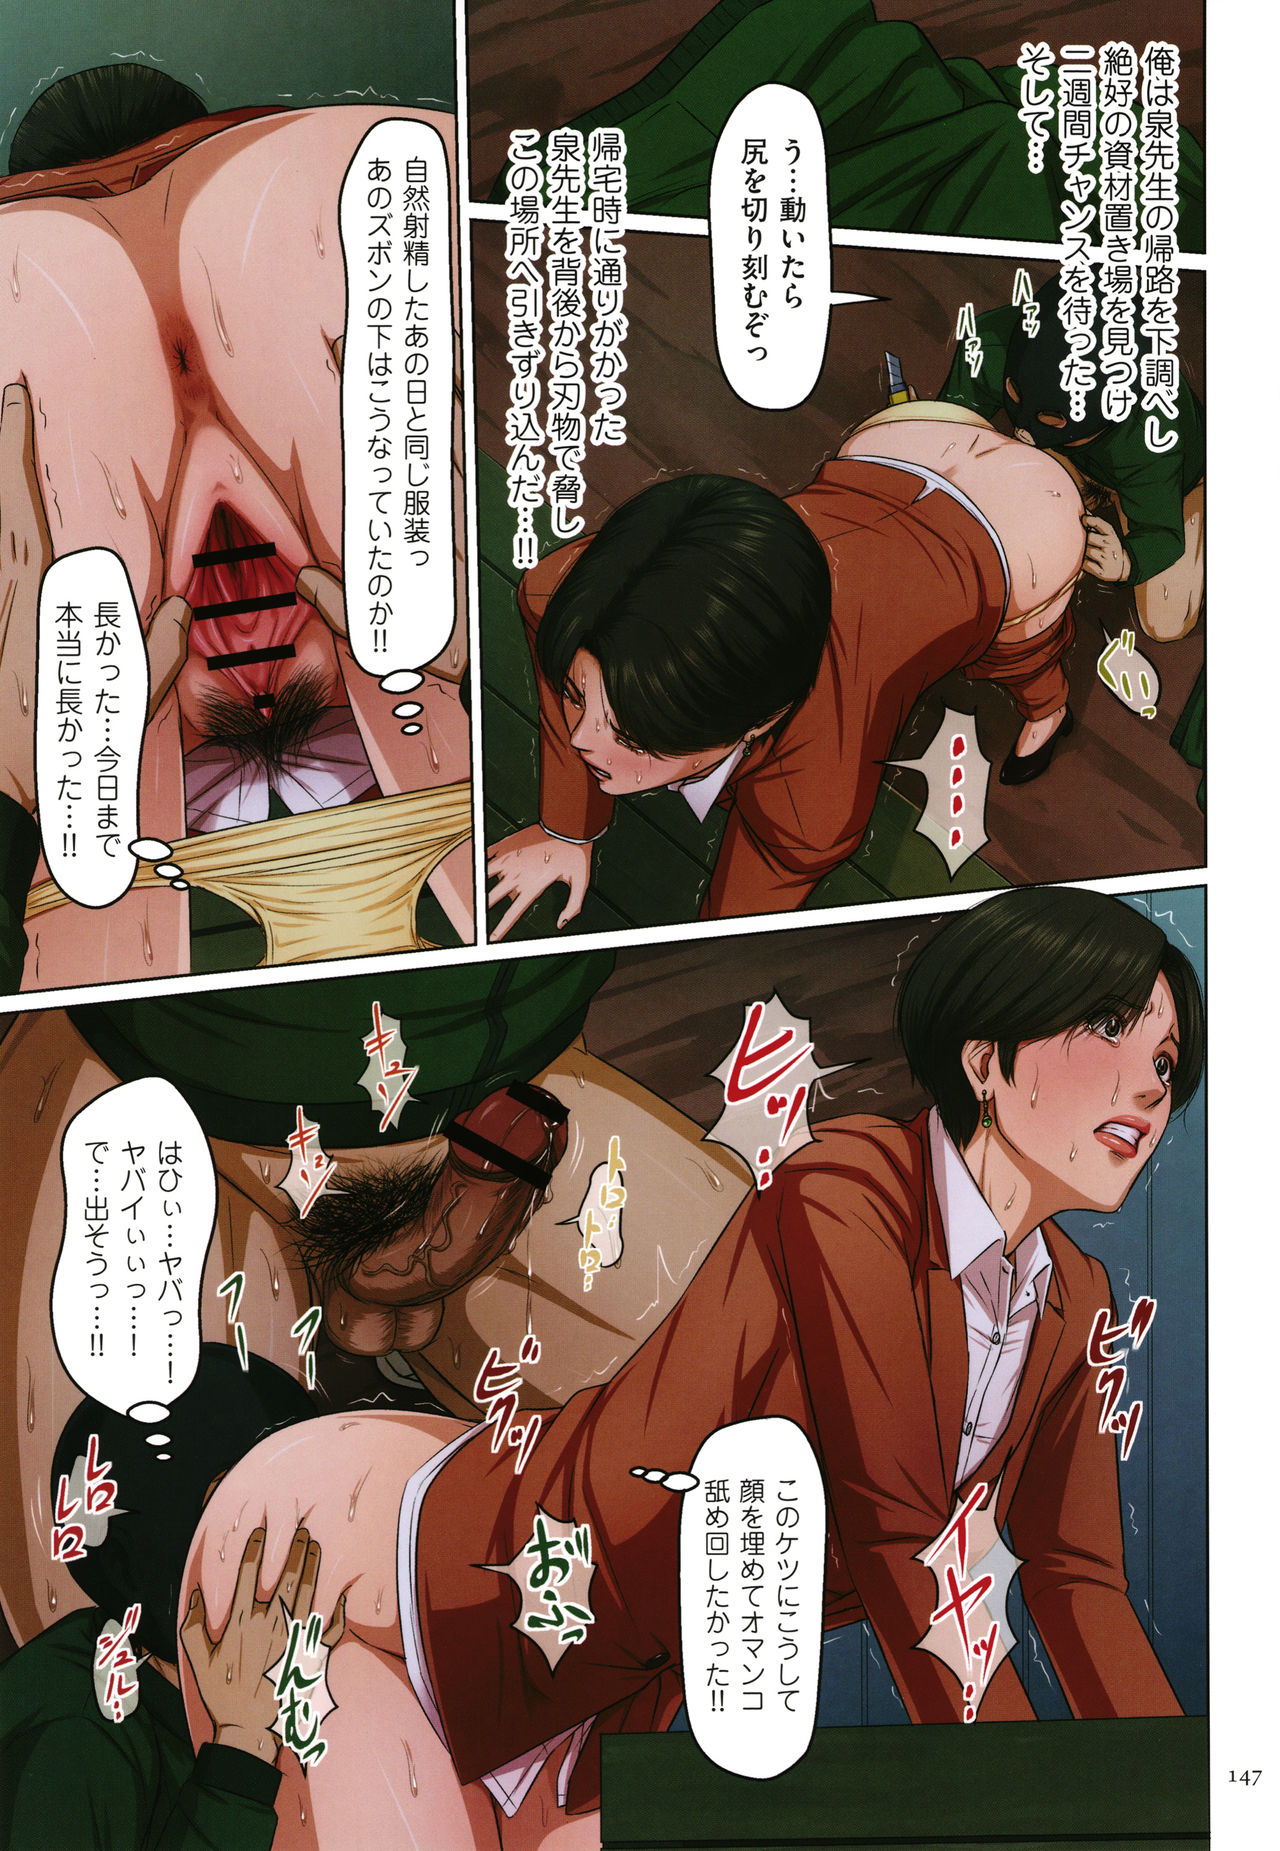 俺は泉先生の帰路を下調べし
絶好の資材置き場を見つけ
二週間チャンスを待った…
そして…
ハァッ
ハァッ
う…動いたら
尻を切り刻むぞっ
帰宅時に通りがかった
泉先生を背後から刃物で脅し
この場所へ引きずり込んだ…!!
ぐいっ
……
自然射精したあの日と同じ服装っ
あのズボンの下はこうなっていたのか!!
長かった…今日まで
本当に長かった…!!
ヒッ…
キュン
キュン
トロ
トロ…
ビグッ
イヤッ…
このケツにこうして
顔を埋めてオマンコ
舐め回したかった!!
ビグッ
おふっ
フー
フー
はひぃ…ヤバっ…!
ヤバイぃぃっ…!
で…出そうっ…!!
レロ
レロ
ジュル…
むんずっ
147